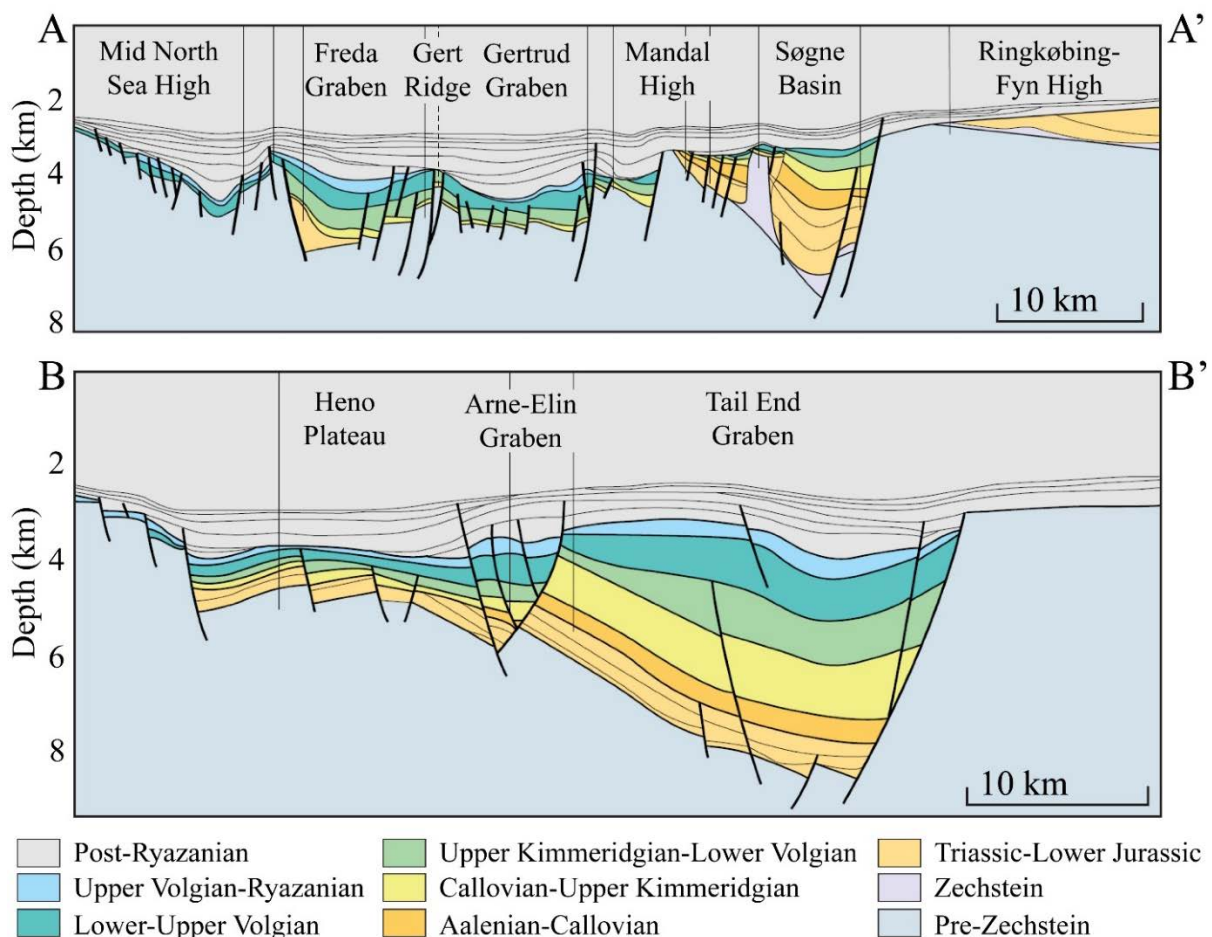 A
A’
Mid North
Sea High
Freda
Graben
Gert
Ridge
Gertrud
Graben
Mandal
High
Søgne
Basin
Ringkøbing-
Fyn High
Depth (km)
2
4
6
8
10 km
B
B’
Heno
Plateau
Arne-Elin
Graben
Tail End
Graben
Depth (km)
2
4
6
8
10 km
Post-Ryazanian
Upper Volgian-Ryazanian
Lower-Upper Volgian
Upper Kimmeridgian-Lower Volgian
Callovian-Upper Kimmeridgian
Aalenian-Callovian
Triassic-Lower Jurassic
Zechstein
Pre-Zechstein